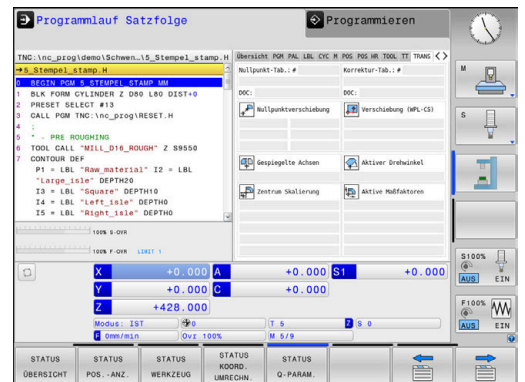 Programmlauf Satzfolge
Programmieren
TNC:\nc_prog\demo\Schwen...\5_Stempel_stamp.H
→5_Stempel_stamp.H
0 BEGIN PGM 5_STEMPEL_STAMP MM
1 BLK FORM CYLINDER Z D80 L80 DIST+0
2 PRESET SELECT #13
3 CALL PGM TNC:\nc_prog\RESET.H
4 ;
5 * - PRE ROUGHING
6 TOOL CALL "MILL_D16_ROUGH" Z S9550
7 CONTOUR DEF
P1 = LBL "Raw_material" I2 = LBL
"Large_isle" DEPTH20
I3 = LBL "Square" DEPTH10
I4 = LBL "Left_isle" DEPTH0
I5 = LBL "Right_isle" DEPTH0
100% S-OVR
100% F-OVR LIMIT 1
Übersicht PGM PAL LBL CYC M POS POS HR TOOL TT TRANS
Nullpunkt-Tab.: #
Korrektur-Tab.: #
DOC:
DOC:
Nullpunktverschiebung
Verschiebung (WPL-CS)
Gespiegelte Achsen
Aktiver Drehwinkel
Zentrum Skalierung
Aktive Maßfaktoren
X +0.000 A +0.000 S1 +0.000
Y +0.000 C +0.000
Z +428.000
Modus: IST 0 T 5 Z S 0
F 0mm/min Ovr 100% M 5/9
M
S
S100%
AUS EIN
F100%
AUS EIN
STATUS ÜBERSICHT
STATUS POS.-ANZ.
STATUS WERKZEUG
STATUS KOORD. UMRECHN.
STATUS Q-PARAM.